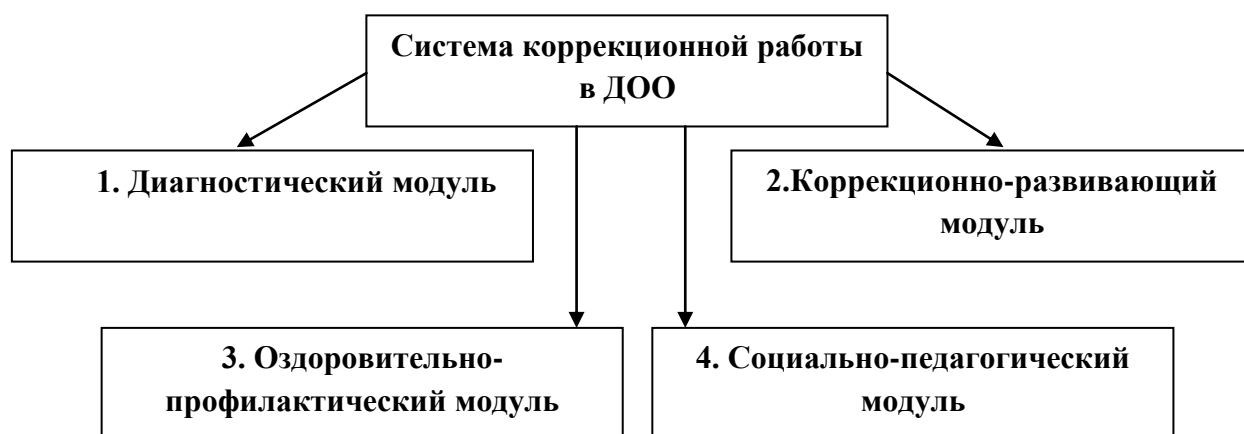 Система коррекционной работы
в ДОО
1. Диагностический модуль
2.Коррекционно-развивающий
модуль
3. Оздоровительно-
профилактический модуль
4. Социально-педагогический
модуль